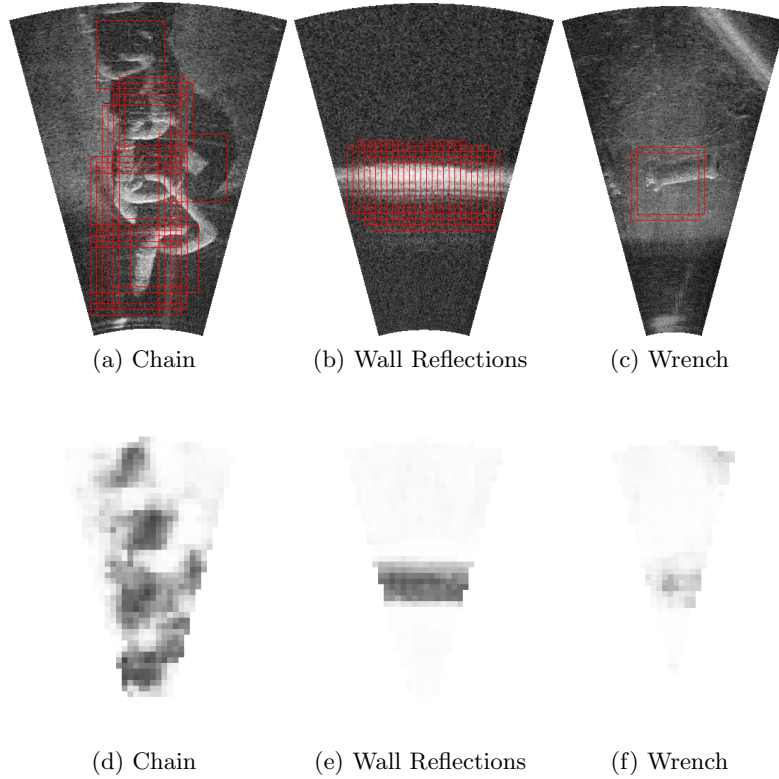 (a) Chain
(b) Wall Reflections
(c) Wrench
(d) Chain
(e) Wall Reflections
(f) Wrench